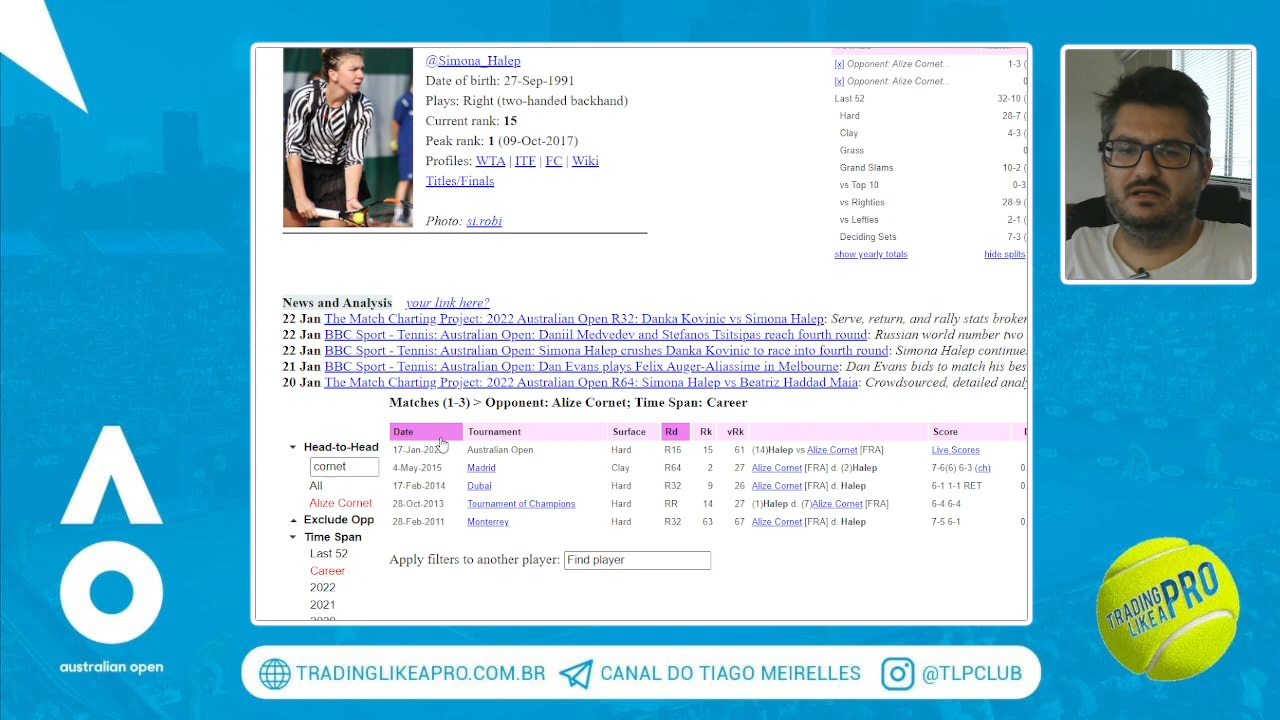 @Simona_Halep
Date of birth: 27-Sep-1991
Plays: Right (two-handed backhand)
Current rank: 15
Peak rank: 1 (09-Oct-2017)
Profiles: WTA | ITF | FC | Wiki
Titles/Finals
Photo: si.robi
[x] Opponent: Alize Cornet... 1-3 (
[x] Opponent: Alize Cornet... 0
Last 52 32-10 (
Hard 28-7 (
Clay 4-3 (
Grass 0
Grand Slams 10-2 (
vs Top 10 0-3
vs Righties 28-9 (
vs Lefties 2-1 (
Deciding Sets 7-3 (
show yearly totals hide splits
News and Analysis your link here?
22 Jan The Match Charting Project: 2022 Australian Open R32: Danka Kovinic vs Simona Halep: Serve, return, and rally stats broken
22 Jan BBC Sport - Tennis: Australian Open: Daniil Medvedev and Stefanos Tsitsipas reach fourth round: Russian world number two
22 Jan BBC Sport - Tennis: Australian Open: Simona Halep crushes Danka Kovinic to race into fourth round: Simona Halep continue
21 Jan BBC Sport - Tennis: Australian Open: Dan Evans plays Felix Auger-Aliassime in Melbourne: Dan Evans bids to match his bes
20 Jan The Match Charting Project: 2022 Australian Open R64: Simona Halep vs Beatriz Haddad Maia: Crowdsourced, detailed anal
Matches (1-3) > Opponent: Alize Cornet; Time Span: Career
Date Tournament Surface Rd Rk vRk Score
17-Jan-202 Australian Open Hard R16 15 61 (14)Halep vs Alize Cornet [FRA] Live Scores
4-May-2015 Madrid Clay R64 2 27 Alize Cornet [FRA] d. (2)Halep 7-6(6) 6-3 (ch) 0
17-Feb-2014 Dubai Hard R32 9 26 Alize Cornet [FRA] d. Halep 6-1 1-1 RET 0
28-Oct-2013 Tournament of Champions Hard RR 14 27 (1)Halep d. (7)Alize Cornet [FRA] 6-4 6-4
28-Feb-2011 Monterrey Hard R32 63 67 Alize Cornet [FRA] d. Halep 7-5 6-1 0
Head-to-Head
cornet
All
Alize Cornet
Exclude Opp
Time Span
Last 52
Career
2022
2021
Apply filters to another player: Find player
australian open
TRADING LIKE A PRO
TRADINGLIKEAPRO.COM.BR CANAL DO TIAGO MEIRELLES @TLPCLUB